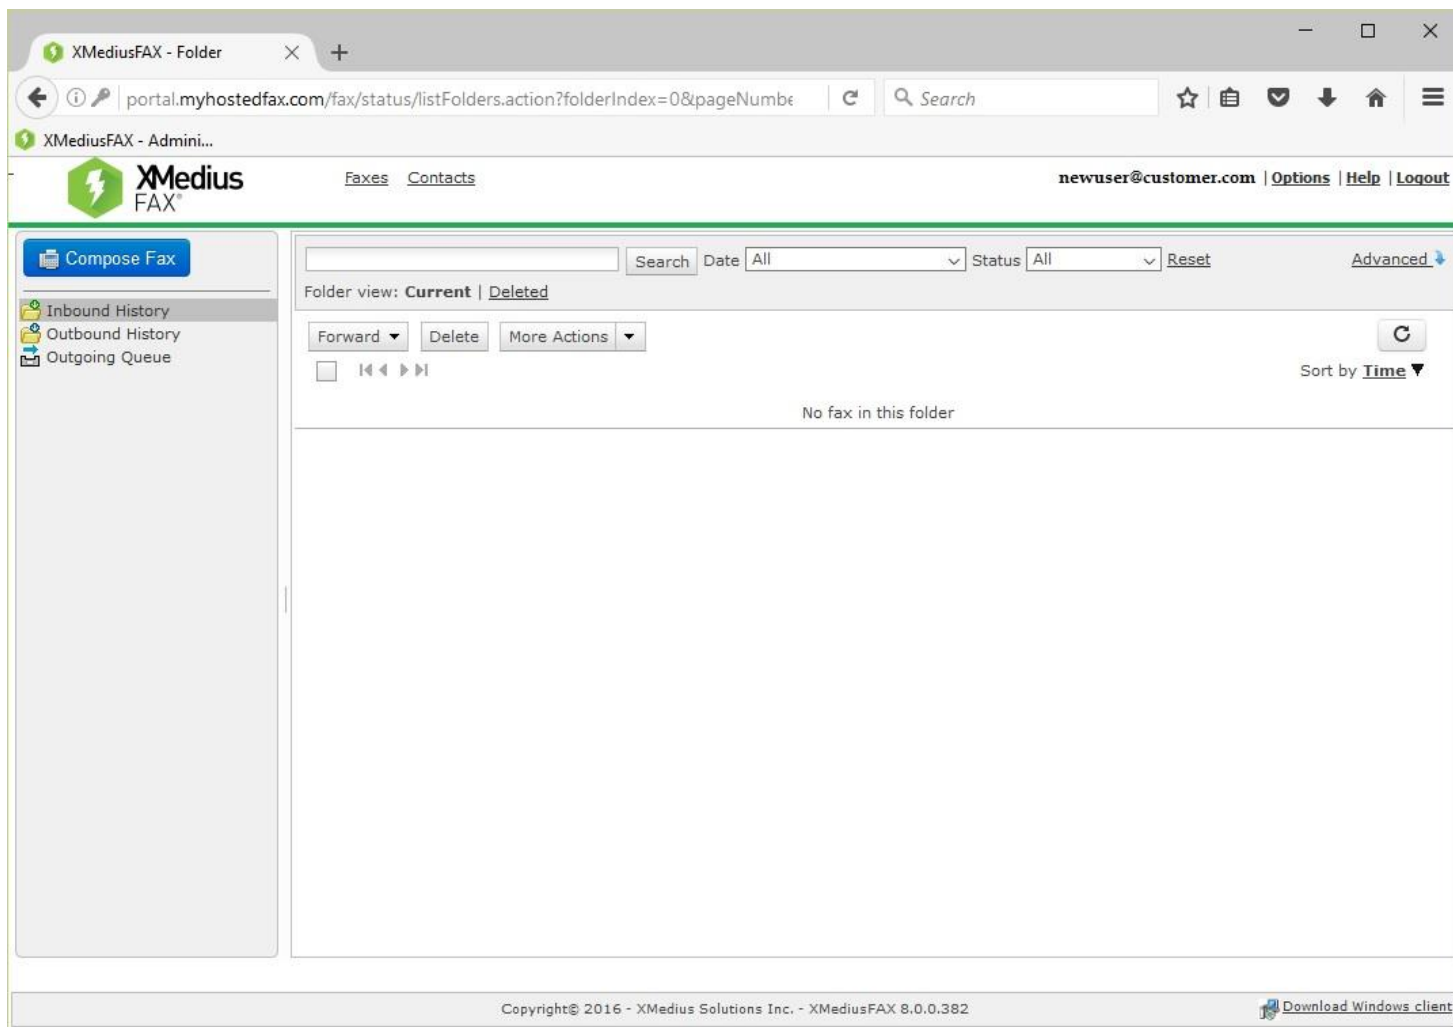 XMediusFAX - Folder
portal.myhostedfax.com/fax/status/listFolders.action?folderIndex=0&pageNumbe
Search
XMediusFAX - Admini...
XMedius
FAX®
Faxes Contacts
newuser@customer.com | Options | Help | Logout
Compose Fax
Inbound History
Outbound History
Outgoing Queue
Search Date All Status All Reset Advanced
Folder view: Current | Deleted
Forward Delete More Actions
Sort by Time
No fax in this folder
Copyright© 2016 - XMedius Solutions Inc. - XMediusFAX 8.0.0.382
Download Windows client